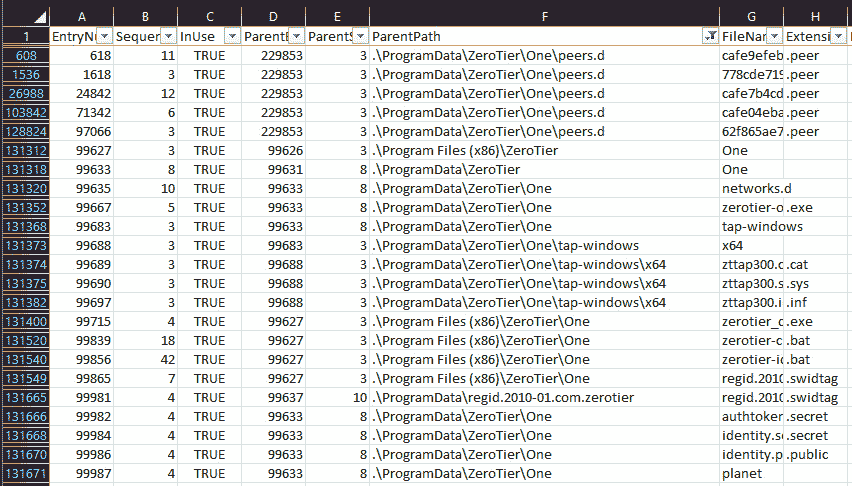 A B C D E F G H
1 EntryNu Sequen InUse ParentE ParentS ParentPath FileNam Extensi
608 618 11 TRUE 229853 3 .\ProgramData\ZeroTier\One\peers.d cafe9efeb .peer
1536 1618 3 TRUE 229853 3 .\ProgramData\ZeroTier\One\peers.d 778cde719 .peer
26988 24842 12 TRUE 229853 3 .\ProgramData\ZeroTier\One\peers.d cafe7b4cd .peer
103842 71342 6 TRUE 229853 3 .\ProgramData\ZeroTier\One\peers.d cafe04eba .peer
128824 97066 3 TRUE 229853 3 .\ProgramData\ZeroTier\One\peers.d 62f865ae7 .peer
131312 99627 3 TRUE 99626 3 .\Program Files (x86)\ZeroTier One
131318 99633 8 TRUE 99631 8 .\ProgramData\ZeroTier One
131320 99635 10 TRUE 99633 8 .\ProgramData\ZeroTier\One networks.d
131352 99667 5 TRUE 99633 8 .\ProgramData\ZeroTier\One zerotier-o .exe
131368 99683 3 TRUE 99633 8 .\ProgramData\ZeroTier\One tap-windows
131373 99688 3 TRUE 99683 3 .\ProgramData\ZeroTier\One\tap-windows x64
131374 99689 3 TRUE 99688 3 .\ProgramData\ZeroTier\One\tap-windows\x64 zttap300.c .cat
131375 99690 3 TRUE 99688 3 .\ProgramData\ZeroTier\One\tap-windows\x64 zttap300.s .sys
131382 99697 3 TRUE 99688 3 .\ProgramData\ZeroTier\One\tap-windows\x64 zttap300.i .inf
131400 99715 4 TRUE 99627 3 .\Program Files (x86)\ZeroTier\One zerotier_d .exe
131520 99839 18 TRUE 99627 3 .\Program Files (x86)\ZeroTier\One zerotier-c .bat
131540 99856 42 TRUE 99627 3 .\Program Files (x86)\ZeroTier\One zerotier-id .bat
131549 99865 7 TRUE 99627 3 .\Program Files (x86)\ZeroTier\One regid.2010 .swidtag
131665 99981 4 TRUE 99637 10 .\ProgramData\regid.2010-01.com.zerotier regid.2010 .swidtag
131666 99982 4 TRUE 99633 8 .\ProgramData\ZeroTier\One authtoken .secret
131668 99984 4 TRUE 99633 8 .\ProgramData\ZeroTier\One identity.se .secret
131670 99986 4 TRUE 99633 8 .\ProgramData\ZeroTier\One identity.p .public
131671 99987 4 TRUE 99633 8 .\ProgramData\ZeroTier\One planet